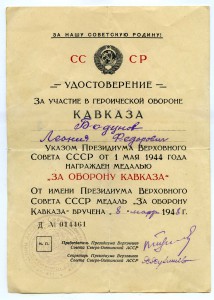 ЗА НАШУ СОВЕТСКУЮ РОДИНУ!
СС СР
УДОСТОВЕРЕНИЕ
ЗА УЧАСТИЕ В ГЕРОИЧЕСКОЙ ОБОРОНЕ
КАВКАЗА
Бодунов
Леонид Федорович
УКАЗОМ ПРЕЗИДИУМА ВЕРХОВНОГО
СОВЕТА СССР ОТ 1 МАЯ 1944 ГОДА
НАГРАЖДЕН МЕДАЛЬЮ
„ЗА ОБОРОНУ КАВКАЗА“
ОТ ИМЕНИ ПРЕЗИДИУМА ВЕРХОВНОГО
СОВЕТА СССР МЕДАЛЬ „ЗА ОБОРОНУ
КАВКАЗА“ ВРУЧЕНА „8 1948 Г.
Д № 014461
М. П.
Председатель Президиума Верховного
Совета Северо-Осетинской АССР
Секретарь Президиума Верховного
Совета Северо-Осетинской АССР